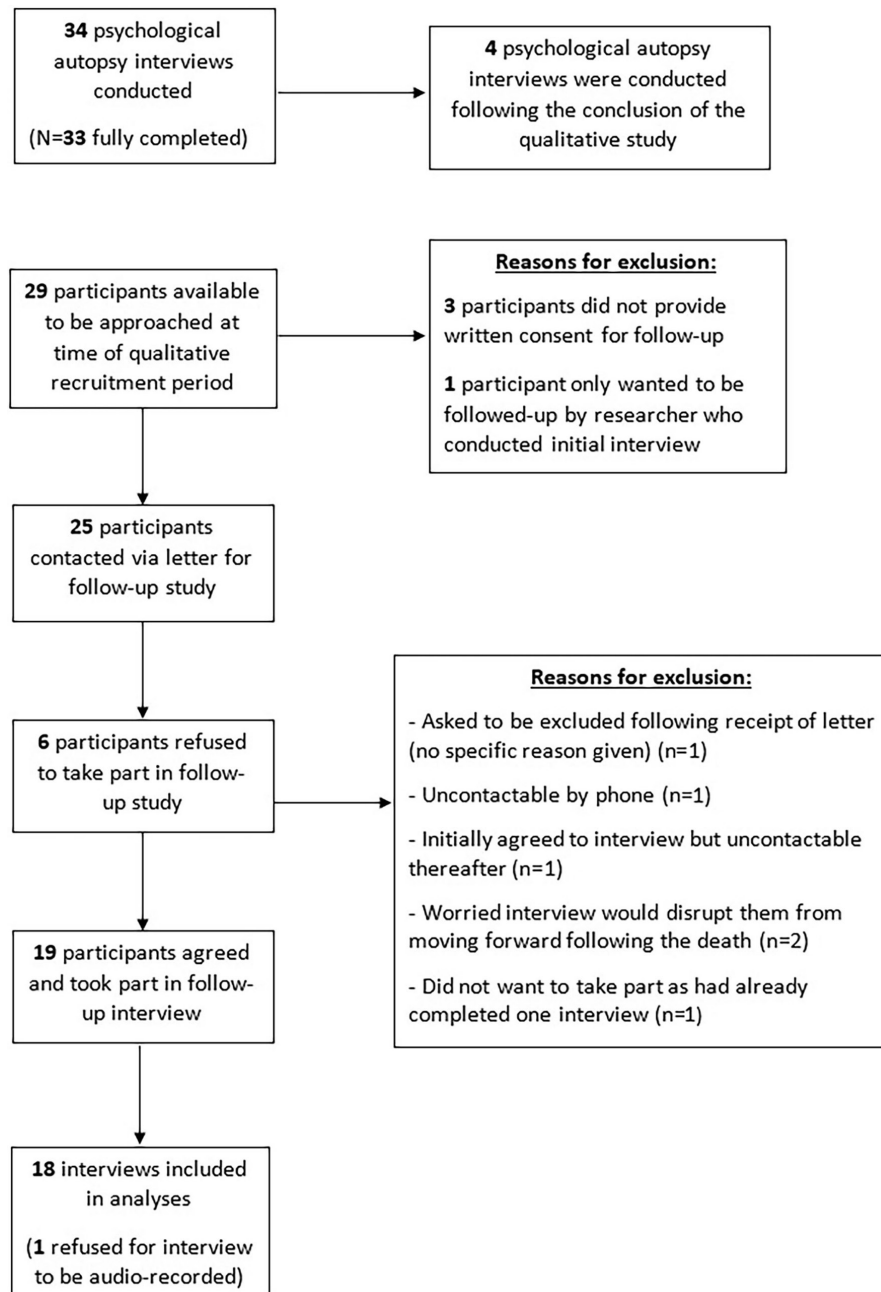 34 psychological
autopsy interviews
conducted
(N=33 fully completed)
4 psychological autopsy
interviews were conducted
following the conclusion of the
qualitative study
29 participants available
to be approached at
time of qualitative
recruitment period
Reasons for exclusion:
3 participants did not provide
written consent for follow-up
1 participant only wanted to be
followed-up by researcher who
conducted initial interview
25 participants
contacted via letter for
follow-up study
6 participants refused
to take part in follow-
up study
Reasons for exclusion:
- Asked to be excluded following receipt of letter
(no specific reason given) (n=1)
- Uncontactable by phone (n=1)
- Initially agreed to interview but uncontactable
thereafter (n=1)
- Worried interview would disrupt them from
moving forward following the death (n=2)
- Did not want to take part as had already
completed one interview (n=1)
19 participants agreed
and took part in follow-
up interview
18 interviews included
in analyses
(1 refused for interview
to be audio-recorded)